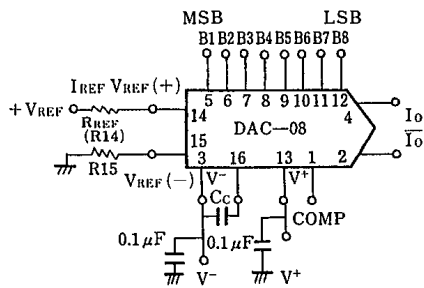 MSB LSB
B1 B2 B3 B4 B5 B6 B7 B8
IREF VREF(+)
5 6 7 8 9 10 11 12
+VREF
14
4
Io
RREF
(R14)
15
DAC-08
R15
3 16 13 1 2
Io
VREF(-)
V- V+
Cc
COMP
0.1μF 0.1μF
V- V+